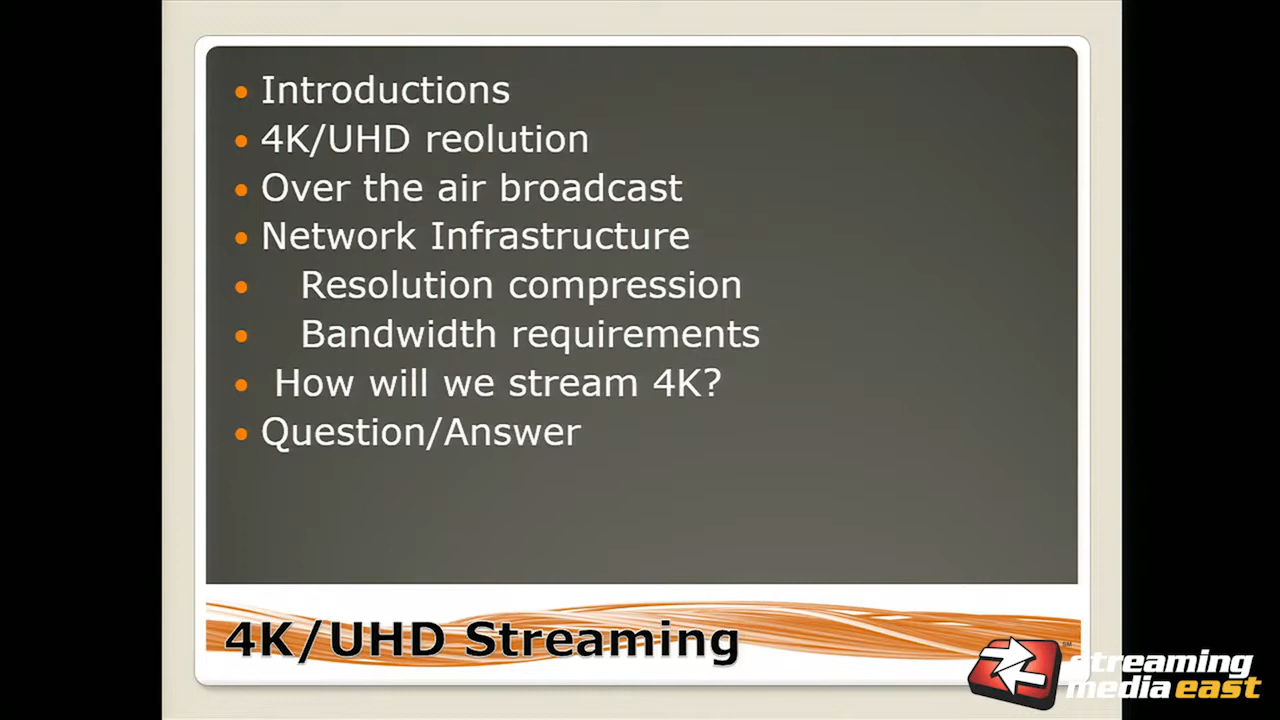 • Introductions
• 4K/UHD reolution
• Over the air broadcast
• Network Infrastructure
• Resolution compression
• Bandwidth requirements
• How will we stream 4K?
• Question/Answer
4K/UHD Streaming
streaming
media east
SM